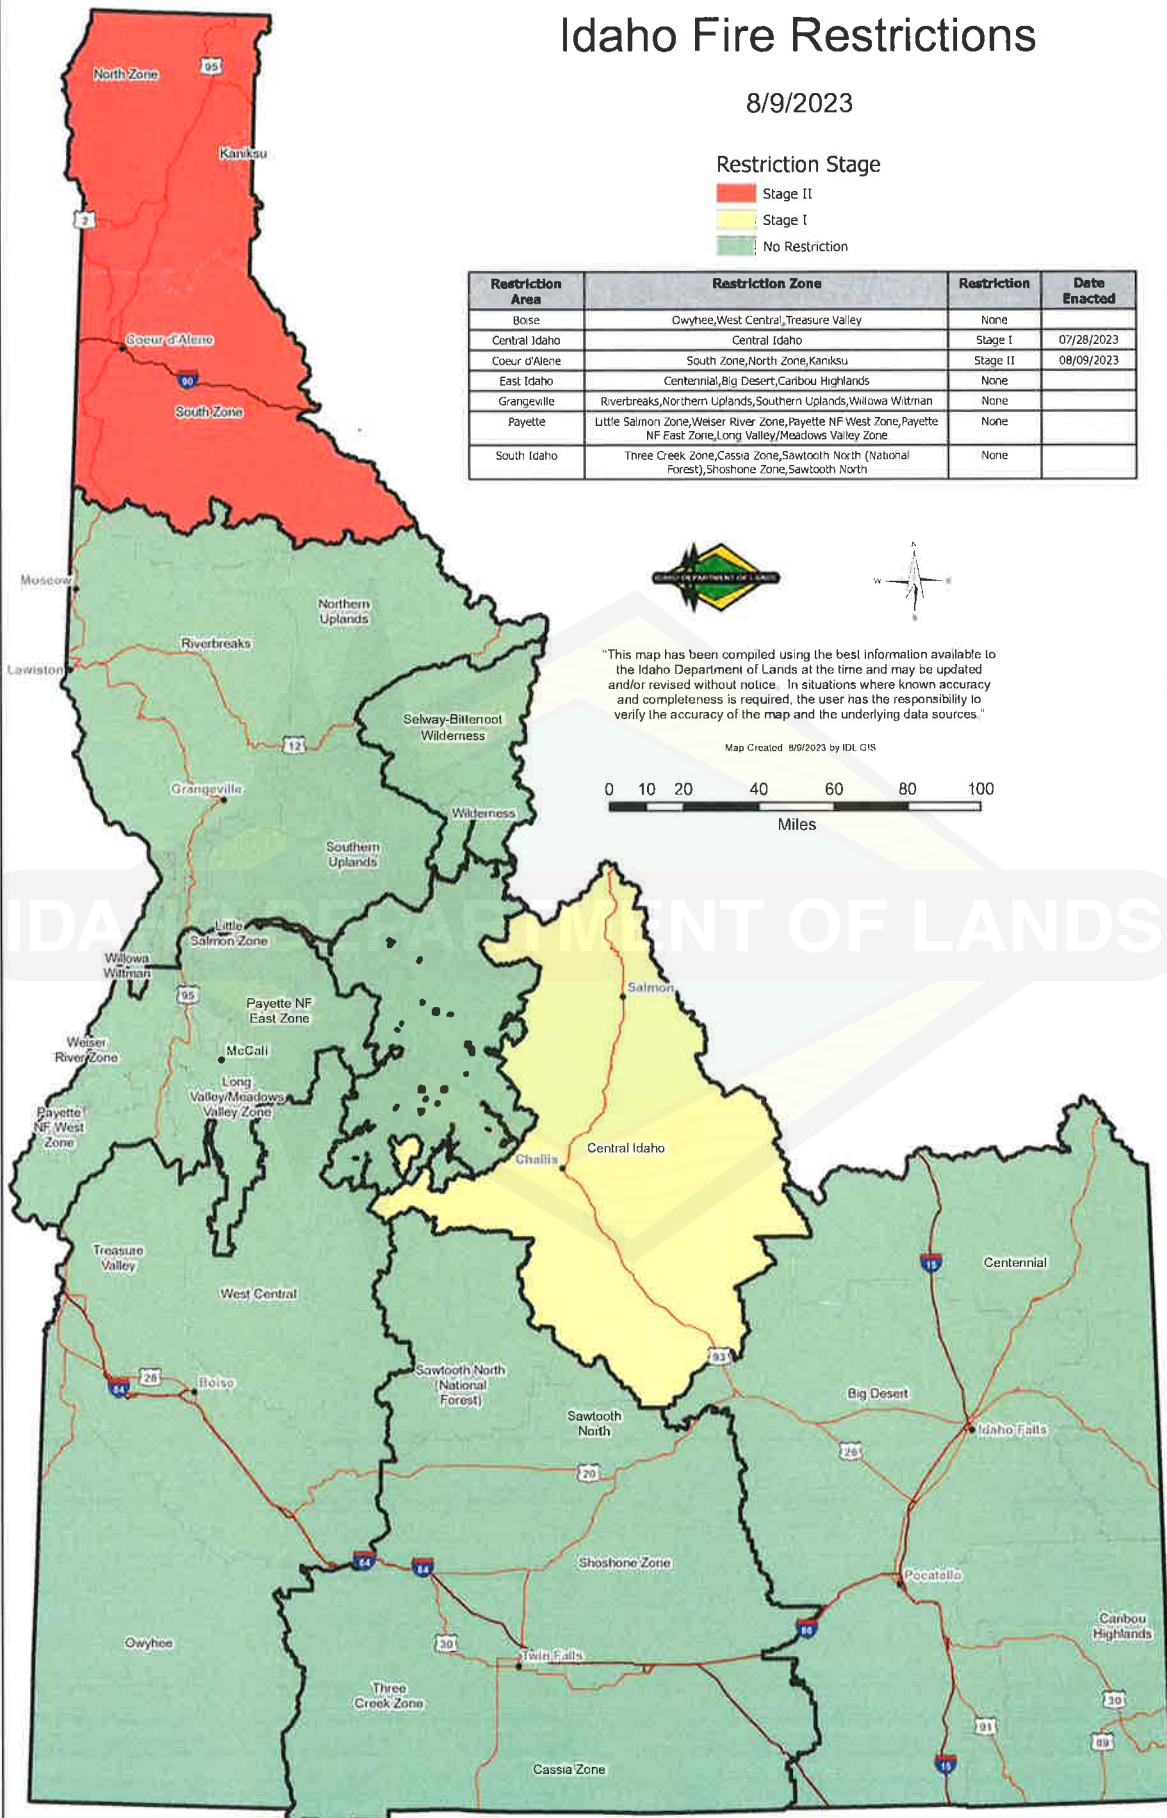 Idaho Fire Restrictions
8/9/2023
Restriction Stage
Stage II
Stage I
No Restriction
Restriction Area Restriction Zone Restriction Date Enacted
Boise Owyhee,West Central,Treasure Valley None
Central Idaho Central Idaho Stage I 07/28/2023
Coeur d'Alene South Zone,North Zone,Kaniksu Stage II 08/09/2023
East Idaho Centennial,Big Desert,Caribou Highlands None
Grangeville Riverbreaks,Northern Uplands,Southern Uplands,Willowa Wittman None
Payette Little Salmon Zone,Weiser River Zone,Payette NF West Zone,Payette
NF East Zone,Long Valley/Meadows Valley Zone None
South Idaho Three Creek Zone,Cassia Zone,Sawtooth North (National
Forest),Shoshone Zone,Sawtooth North None
IDAHO DEPARTMENT OF LANDS
N
W E
S
"This map has been compiled using the best information available to
the Idaho Department of Lands at the time and may be updated
and/or revised without notice. In situations where known accuracy
and completeness is required, the user has the responsibility to
verify the accuracy of the map and the underlying data sources."
Map Created 8/9/2023 by IDL GIS
0 10 20 40 60 80 100
Miles
North Zone
95
Kaniksu
2
Coeur d'Alene
90
South Zone
Moscow
Northern
Uplands
Riverbreaks
Lewiston
Selway-Bitterroot
Wilderness
12
Grangeville
Wilderness
Southern
Uplands
IDAHO DEPARTMENT OF LANDS
Little
Salmon Zone
Willowa
Wittman
95
Payette NF
East Zone
Salmon
Weiser
River Zone
McCall
Long
Valley/Meadows
Valley Zone
Payette
NF West
Zone
Central Idaho
Challis
Treasure
Valley
West Central
15
Centennial
93
Sawtooth North
(National
Forest)
84
26
Boise
Big Desert
Sawtooth
North
Idaho Falls
26
20
84
84
Shoshone Zone
Pocatello
Owyhee
30
Twin Falls
86
Caribou
Highlands
Three
Creek Zone
30
91
89
Cassia Zone
15